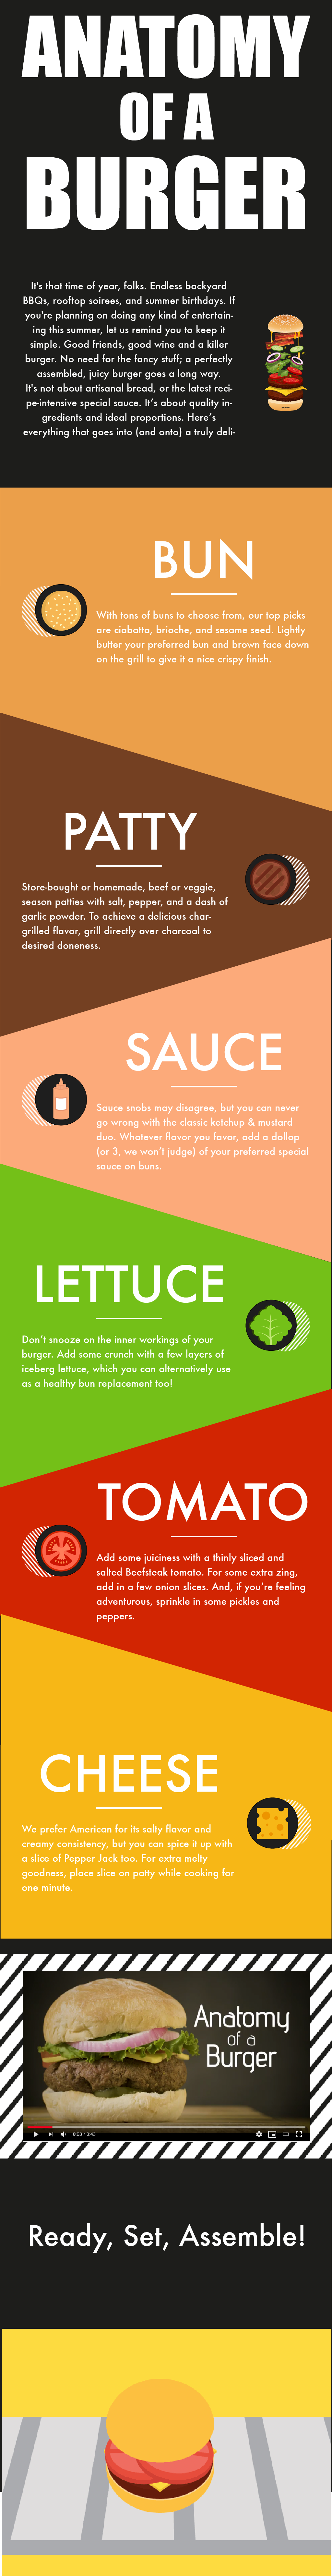 ANATOMY
OF A
BURGER
It's that time of year, folks. Endless backyard
BBQs, rooftop soirees, and summer birthdays. If
you're planning on doing any kind of entertain-
ing this summer, let us remind you to keep it
simple. Good friends, good wine and a killer
burger. No need for the fancy stuff; a perfectly
assembled, juicy burger goes a long way.
It's not about artisanal bread, or the latest reci-
pe-intensive special sauce. It's about quality in-
gredients and ideal proportions. Here's
everything that goes into (and onto) a truly deli-
BUN
With tons of buns to choose from, our top picks
are ciabatta, brioche, and sesame seed. Lightly
butter your preferred bun and brown face down
on the grill to give it a nice crispy finish.
PATTY
Store-bought or homemade, beef or veggie,
season patties with salt, pepper, and a dash of
garlic powder. To achieve a delicious char-
grilled flavor, grill directly over charcoal to
desired doneness.
SAUCE
Sauce snobs may disagree, but you can never
go wrong with the classic ketchup & mustard
duo. Whatever flavor you favor, add a dollop
(or 3, we won't judge) of your preferred special
sauce on buns.
LETTUCE
Don't snooze on the inner workings of your
burger. Add some crunch with a few layers of
iceberg lettuce, which you can alternatively use
as a healthy bun replacement too!
TOMATO
Add some juiciness with a thinly sliced and
salted Beefsteak tomato. For some extra zing,
add in a few onion slices. And, if you're feeling
adventurous, sprinkle in some pickles and
peppers.
CHEESE
We prefer American for its salty flavor and
creamy consistency, but you can spice it up with
a slice of Pepper Jack too. For extra melty
goodness, place slice on patty while cooking for
one minute.
Anatomy
of a
Burger
0:03 / 0:43
Ready, Set, Assemble!